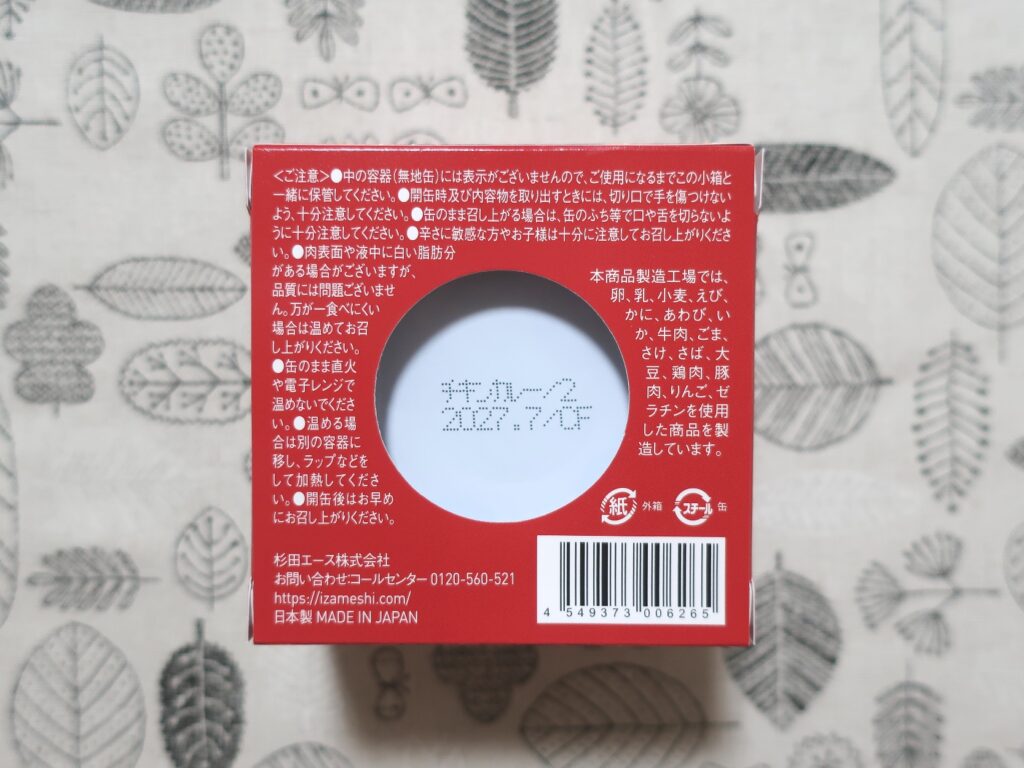 <ご注意>●中の容器(無地缶)には表示がございませんので、ご使用になるまでこの小箱と
一緒に保管してください。●開缶時及び内容物を取り出すときには、切り口で手を傷つけない
よう、十分注意してください。●缶のまま召し上がる場合は、缶のふち等で口や舌を切らないよ
うに十分注意してください。●辛さに敏感な方やお子様は十分に注意してお召し上がりくださ
い。●肉表面や液中に白い脂肪分
がある場合がございますが、
品質には問題ございませ
ん。万が一食べにくい
場合は温めてお召
し上がりください。
●缶のまま直火
や電子レンジで
温めないでくださ
い。●温める場
合は別の容器に
移し、ラップなどを
して加熱してくださ
い。●開缶後はお早め
にお召し上がりください。
本商品製造工場では、
卵、乳、小麦、えび、
かに、あわび、い
か、牛肉、ごま、
さけ、さば、大
豆、鶏肉、豚
肉、りんご、ゼ
ラチンを使用
した商品を製
造しています。
チキンカレー/2
2027.7/OF
紙 外箱 スチール 缶
杉田エース株式会社
お問い合わせ:コールセンター 0120-560-521
https://izameshi.com/
日本製 MADE IN JAPAN
4 549373 006265